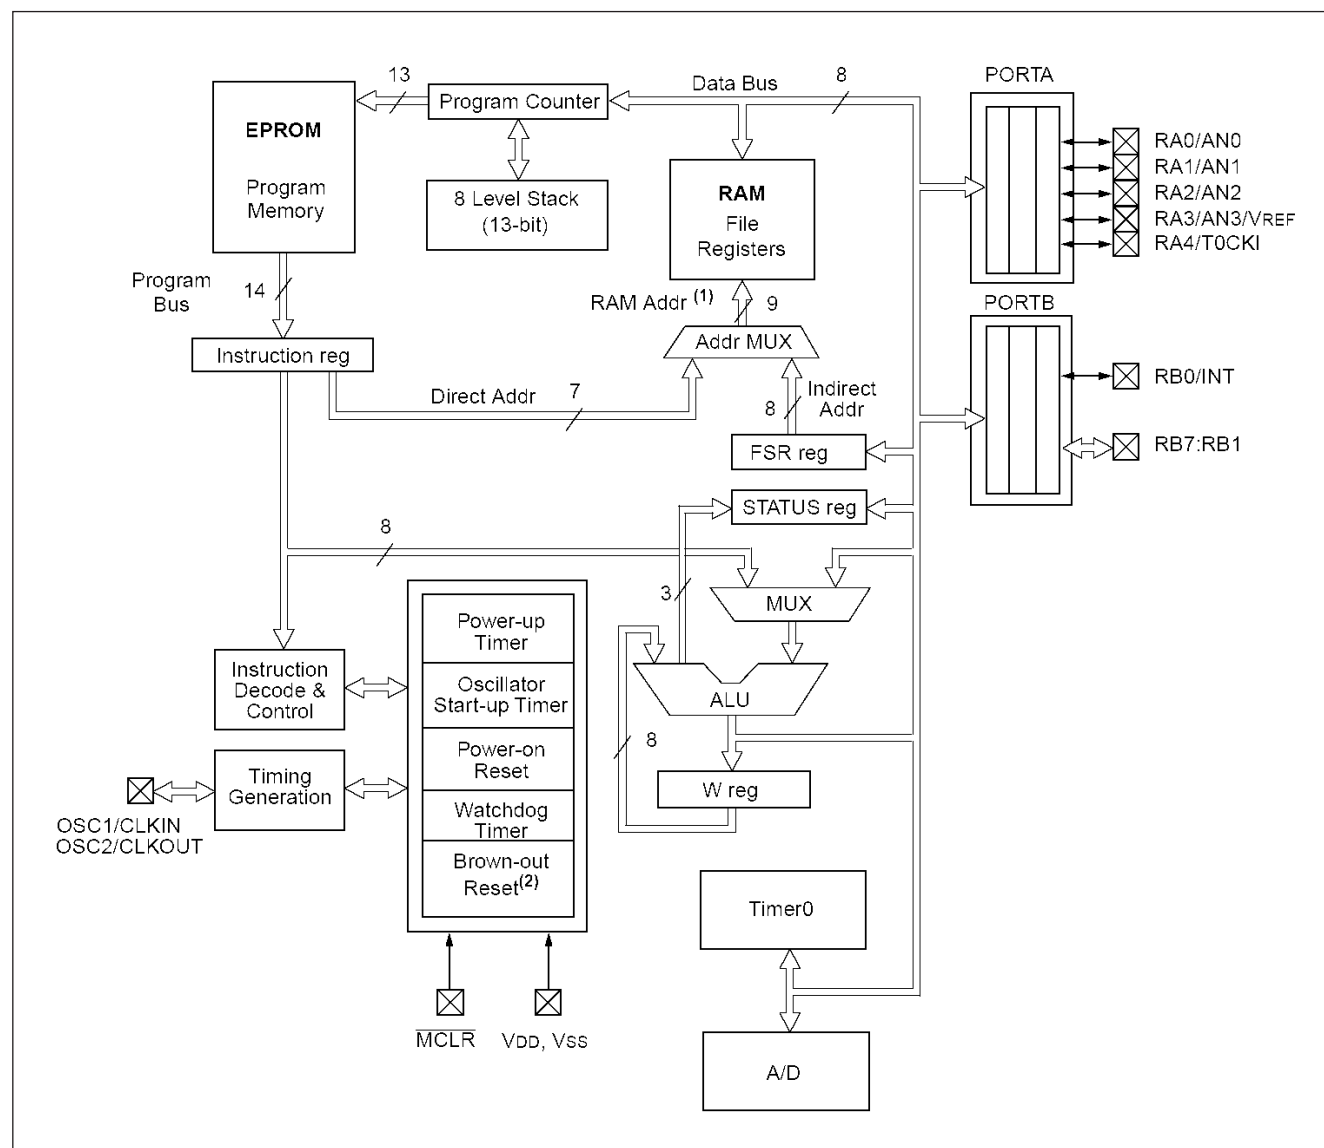 13
Data Bus
8
PORTA
Program Counter
EPROM
Program
Memory
8 Level Stack
(13-bit)
RAM
File
Registers
RA0/AN0
RA1/AN1
RA2/AN2
RA3/AN3/VREF
RA4/T0CKI
Program
Bus
14
RAM Addr (1)
9
PORTB
Instruction reg
Addr MUX
Direct Addr
7
8
Indirect
Addr
RB0/INT
RB7:RB1
FSR reg
STATUS reg
8
3
MUX
Power-up
Timer
Instruction
Decode &
Control
Oscillator
Start-up Timer
ALU
Power-on
Reset
8
Timing
Generation
W reg
Watchdog
Timer
OSC1/CLKIN
OSC2/CLKOUT
Brown-out
Reset(2)
Timer0
MCLR
VDD, VSS
A/D